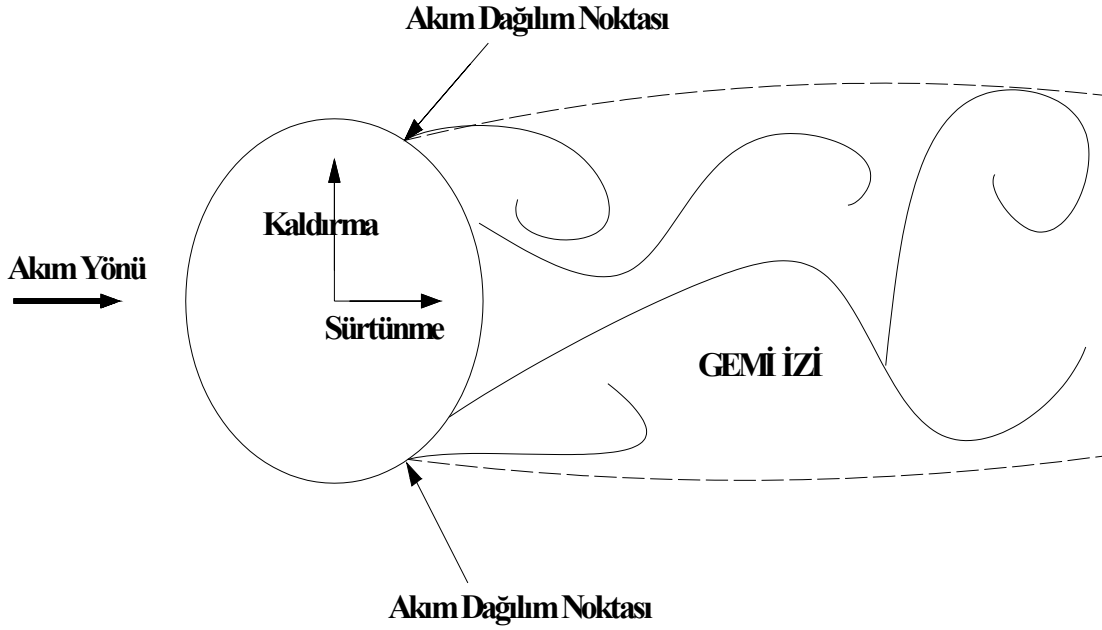 Akım Dağılım Noktası
Kaldırma
Akım Yönü
Sürtünme
GEMİ İZİ
Akım Dağılım Noktası